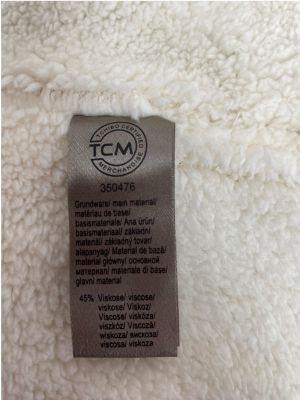 TCHIBO CERTIFIED
TCM
MERCHANDISE
350476
Grundware/ main material/
matériau de base/
basismateriale/ Ana ürün/
basismateriaal/ základní
materiál/ základný tovar/
alapanyag/ Material de bază/
materiał główny/ основной
материал/ materiale di base/
glavni material
45% Viskose/ viscose/
viskose/ Viskoz/
Viscose/ viskóza/
viszkóz/ Viscoză/
wiskoza/ вискоза/
viscosa/ viskoza